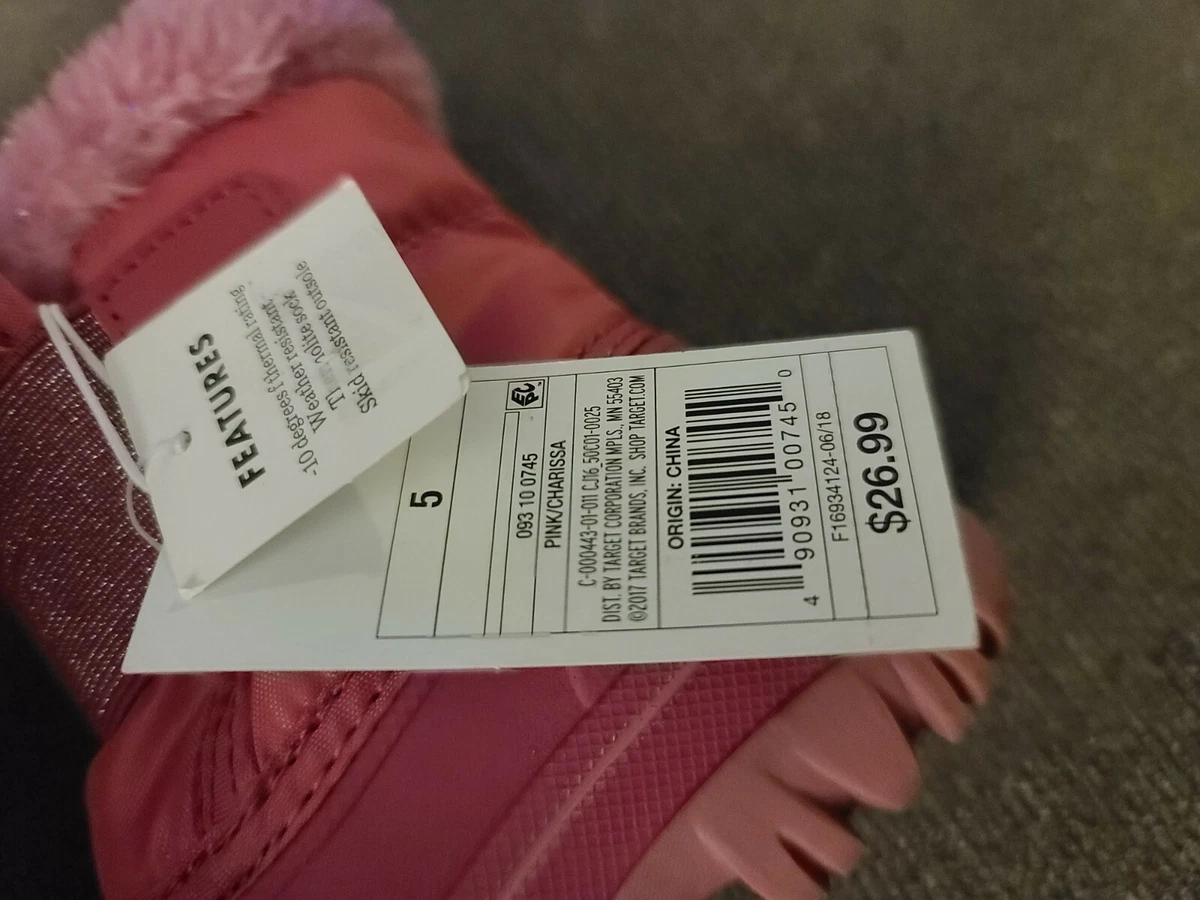 FEATURES
-10 degrees f thermal rating
Weather resistant
Thermolite sock
Skid resistant outsole
5
093 10 0745
PINK/CHARISSA
C-000443-01-011 CJ16 50C01-0025
DIST. BY TARGET CORPORATION MPLS., MN 55403
©2017 TARGET BRANDS, INC. SHOP TARGET.COM
ORIGIN: CHINA
4 90931 00745 0
F16934124-06/18
$26.99